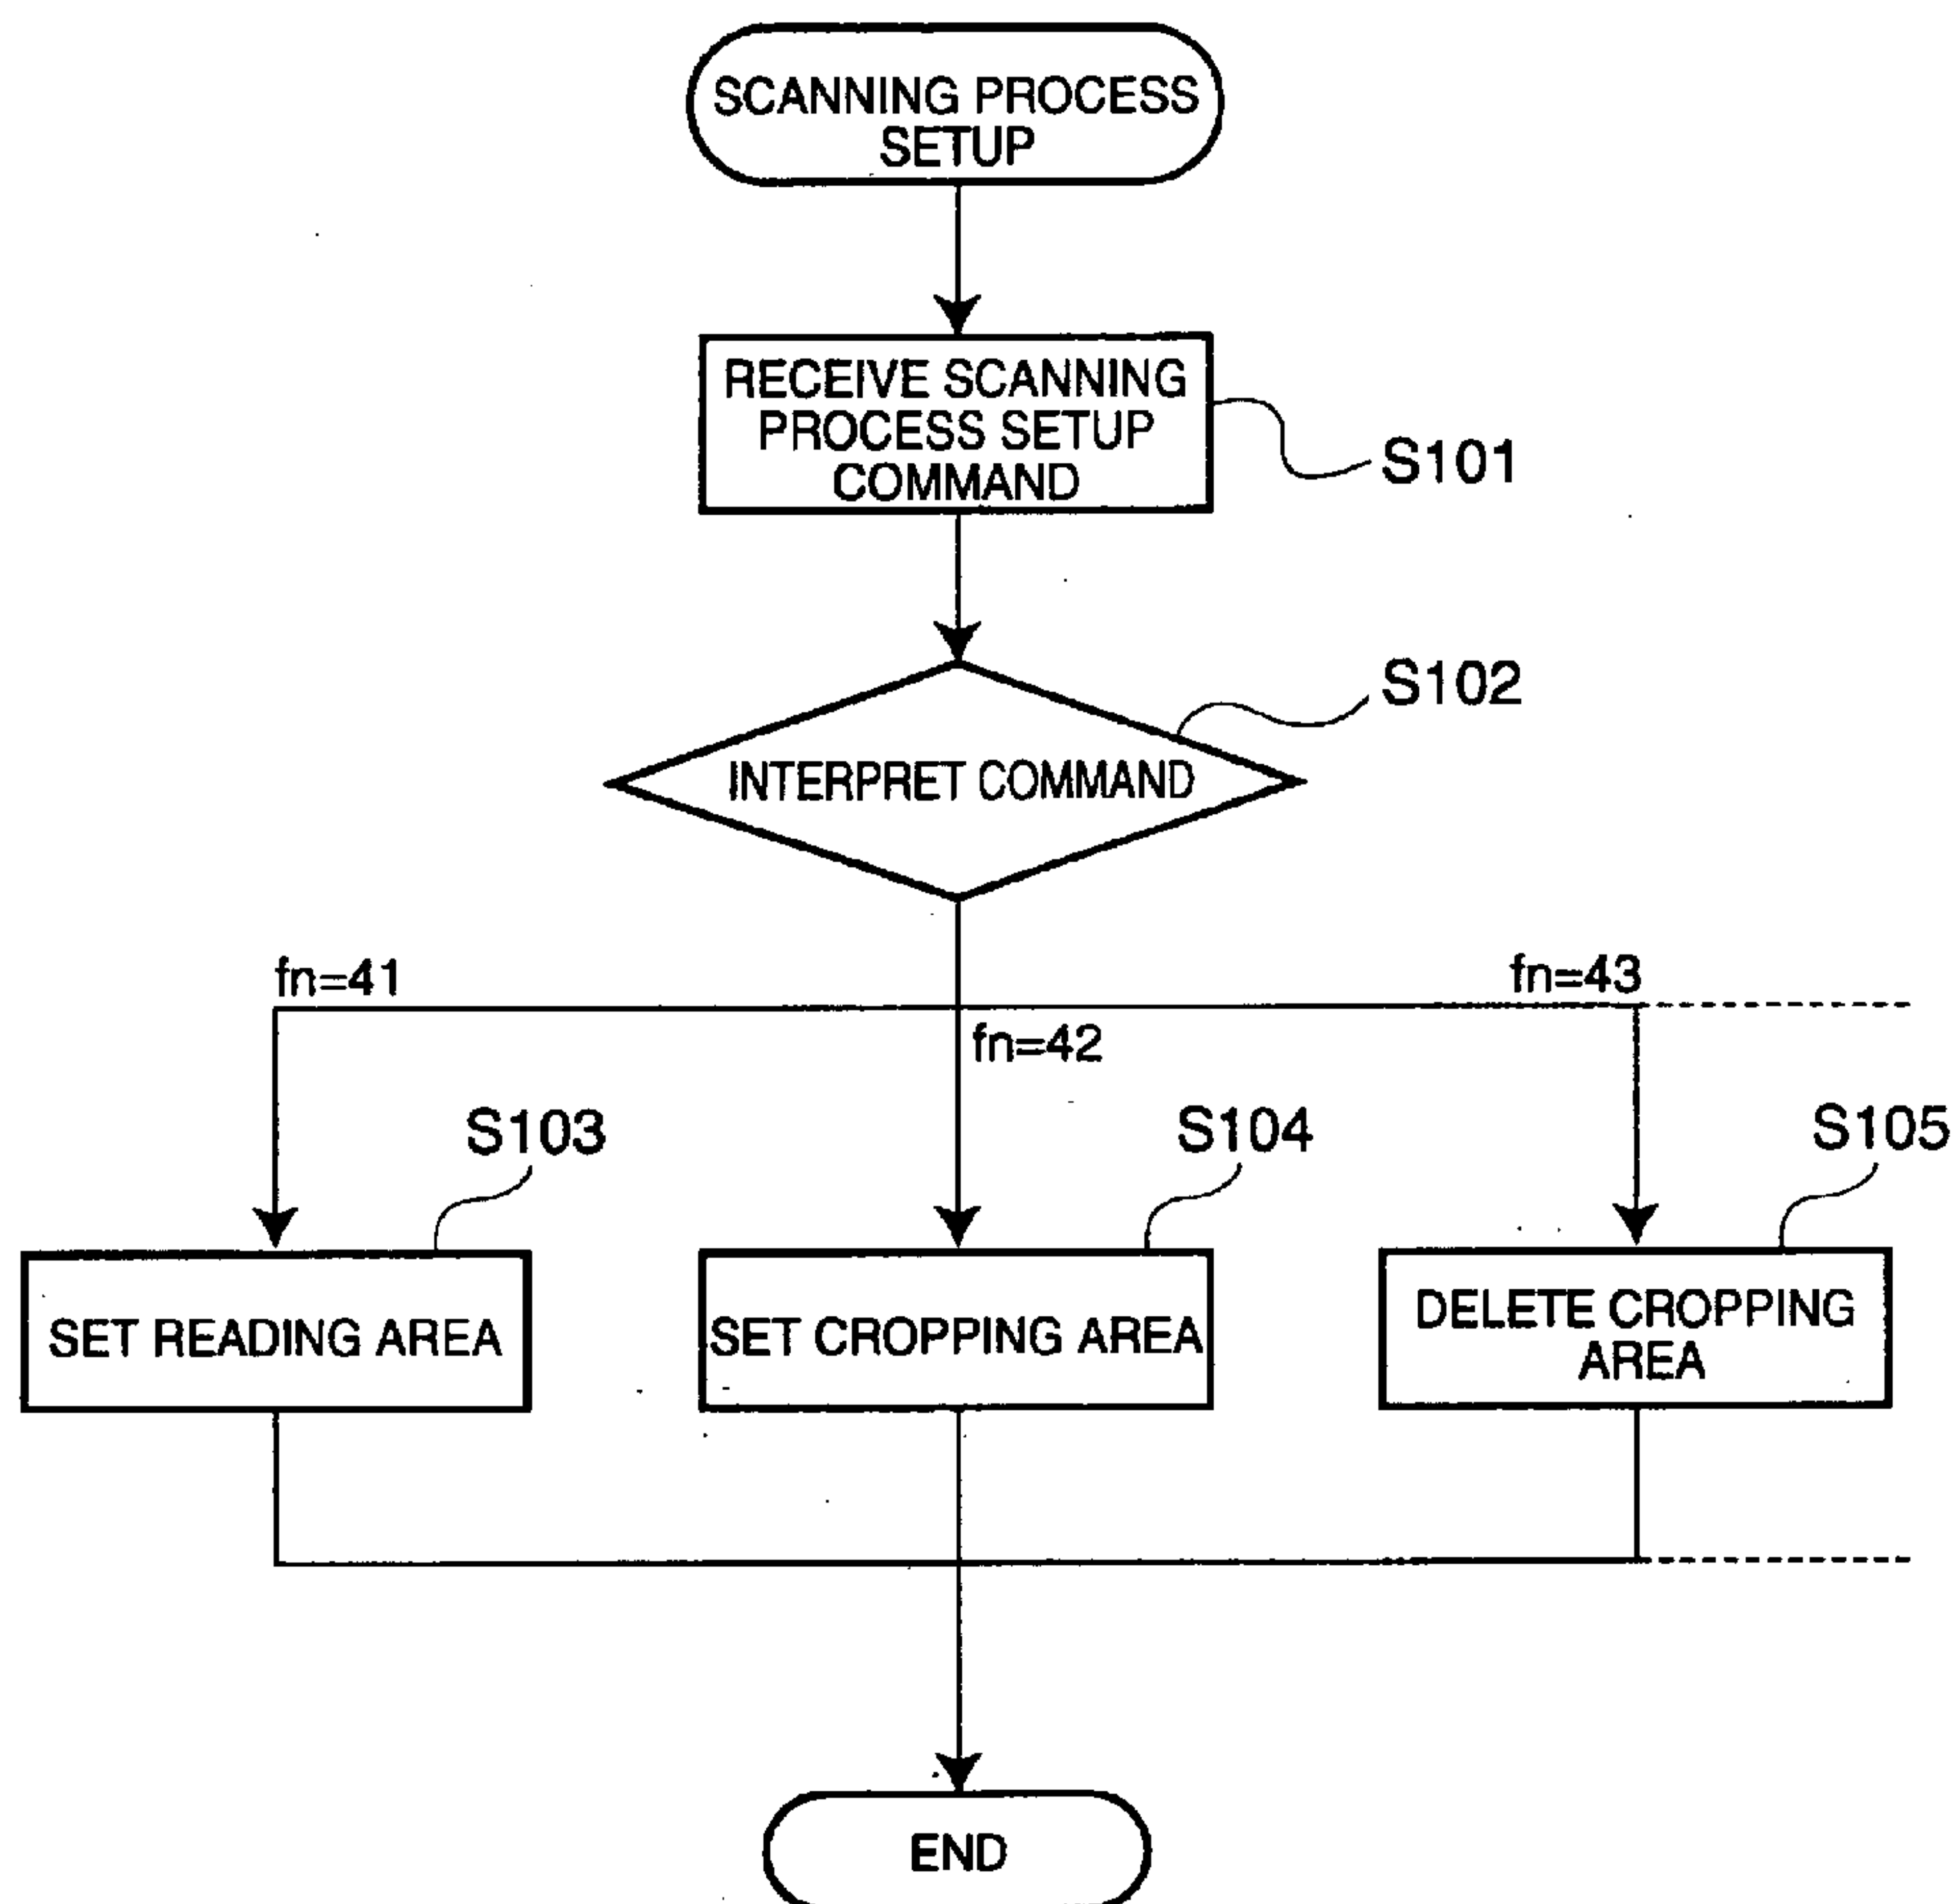 SCANNING PROCESS
SETUP
RECEIVE SCANNING
PROCESS SETUP
COMMAND
S101
S102
INTERPRET COMMAND
fn=41
fn=43
fn=42
S103
S104
S105
SET READING AREA
SET CROPPING AREA
DELETE CROPPING
AREA
END